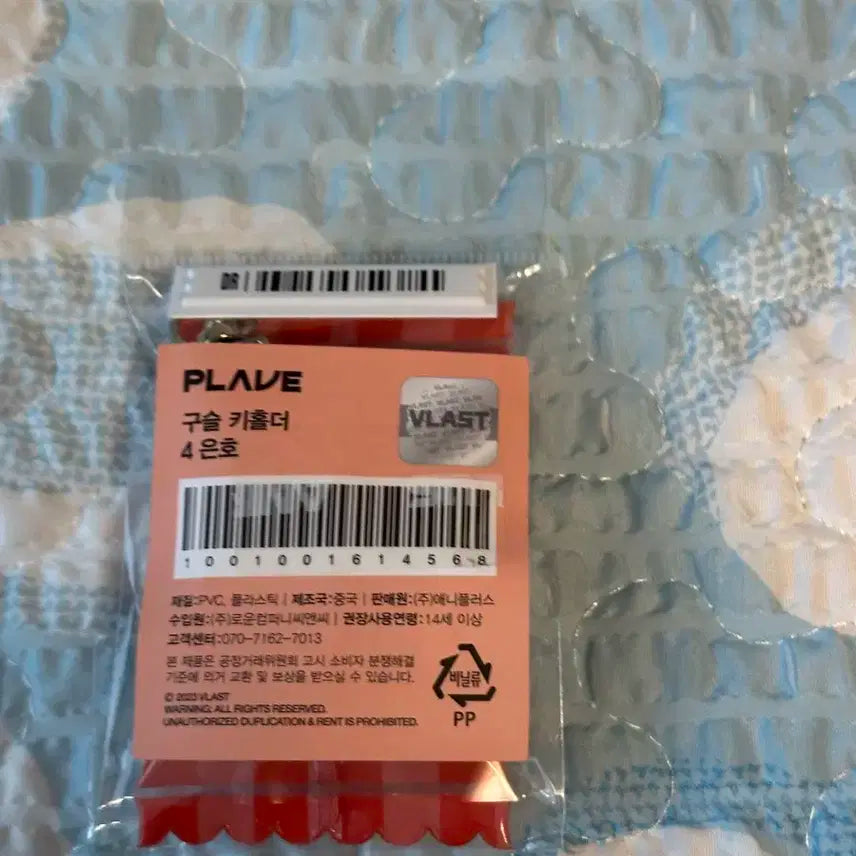 DR
PLAVE
VLAST
구슬 키홀더
4 은호
1001001614568
재질:PVC, 플라스틱 | 제조국:중국 | 판매원:(주)애니플러스
수입원:(주)로운컴퍼니씨앤씨 | 권장사용연령:14세 이상
고객센터:070-7162-7013
본 제품은 공정거래위원회 고시 소비자 분쟁해결
기준에 의거 교환 및 보상을 받으실 수 있습니다.
비닐류
PP
© 2023 VLAST
WARNING: ALL RIGHTS RESERVED.
UNAUTHORIZED DUPLICATION & RENT IS PROHIBITED.